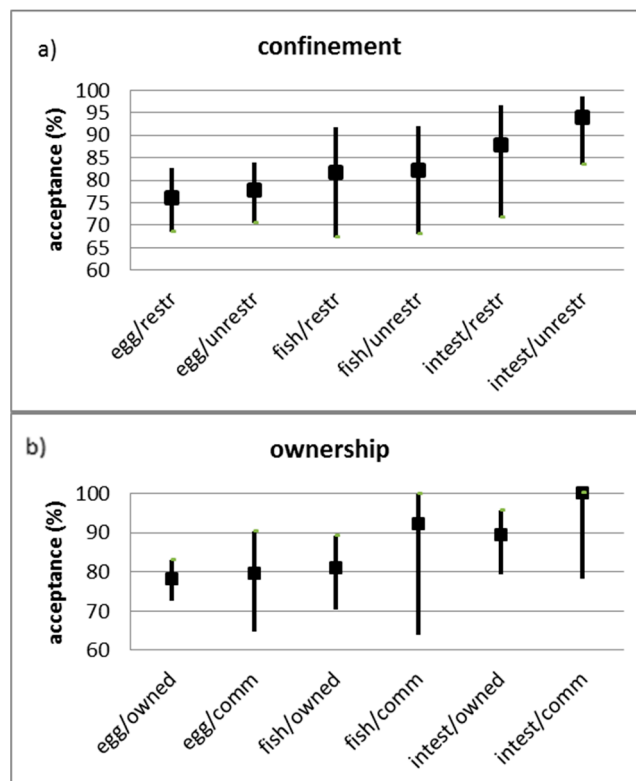 a)
confinement
acceptance (%)
100
95
90
85
80
75
70
65
60
egg/restr
egg/unrestr
fish/restr
fish/unrestr
intest/restr
intest/unrestr
b)
ownership
acceptance (%)
100
90
80
70
60
egg/owned
egg/comm
fish/owned
fish/comm
intest/owned
intest/comm